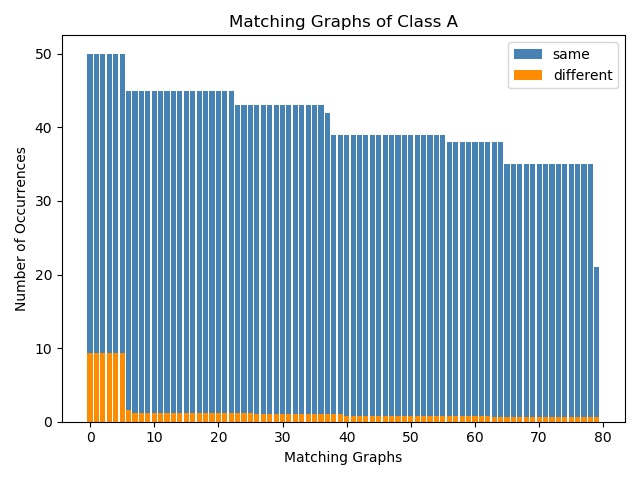 Matching Graphs of Class A
same
different
Number of Occurrences
50
40
30
20
10
0
0 10 20 30 40 50 60 70 80
Matching Graphs